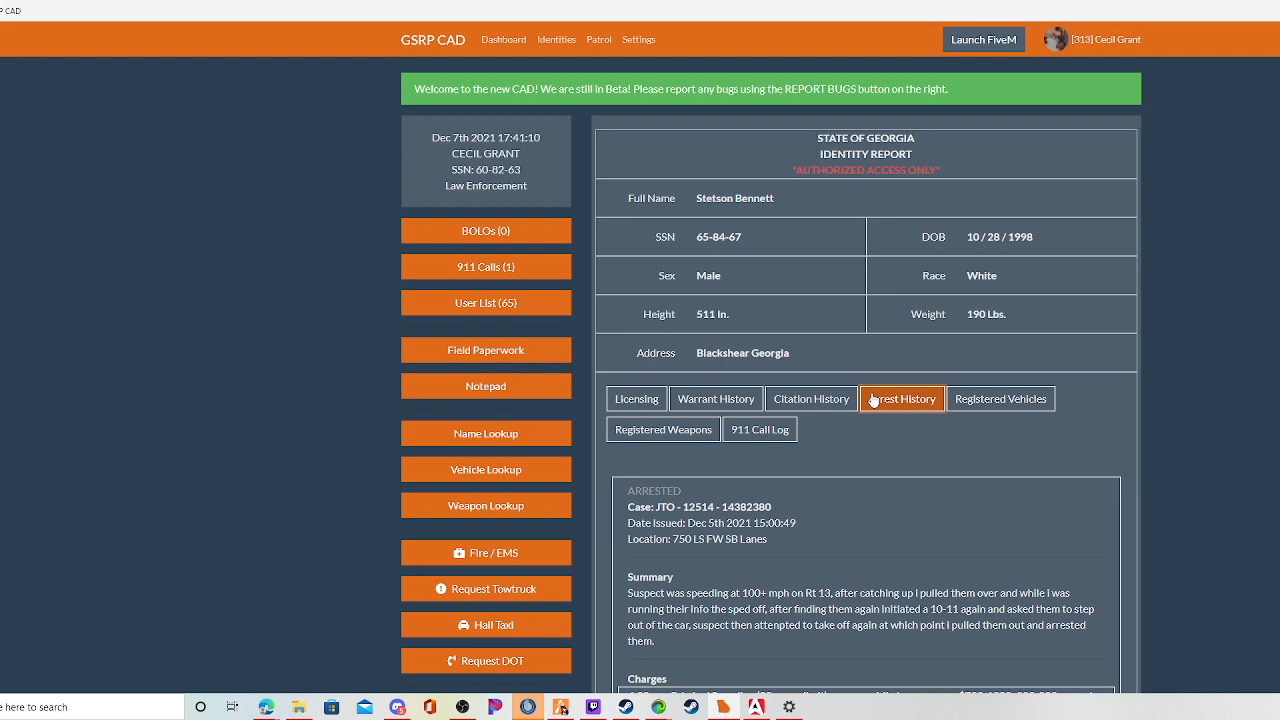 RP CAD
GSRP CAD Dashboard Identities Patrol Settings Launch FiveM [313] Cecil Grant
Welcome to the new CAD! We are still in Beta! Please report any bugs using the REPORT BUGS button on the right.
Dec 7th 2021 17:41:10
CECIL GRANT
SSN: 60-82-63
Law Enforcement
BOLOs (0)
911 Calls (1)
User List (65)
Field Paperwork
Notepad
Name Lookup
Vehicle Lookup
Weapon Lookup
Fire / EMS
Request Towtruck
Hail Taxi
Request DOT
STATE OF GEORGIA
IDENTITY REPORT
*AUTHORIZED ACCESS ONLY*
Full Name Stetson Bennett
SSN 65-84-67 DOB 10 / 28 / 1998
Sex Male Race White
Height 511 In. Weight 190 Lbs.
Address Blackshear Georgia
Licensing Warrant History Citation History rest History Registered Vehicles
Registered Weapons 911 Call Log
ARRESTED
Case: JTO - 12514 - 14382380
Date Issued: Dec 5th 2021 15:00:49
Location: 750 LS FW SB Lanes
Summary
Suspect was speeding at 100+ mph on Rt 13, after catching up I pulled them over and while I was
running their info the sped off, after finding them again initiated a 10-11 again and asked them to step
out of the car, suspect then attempted to take off again at which point I pulled them out and arrested
them.
Charges
e here to search